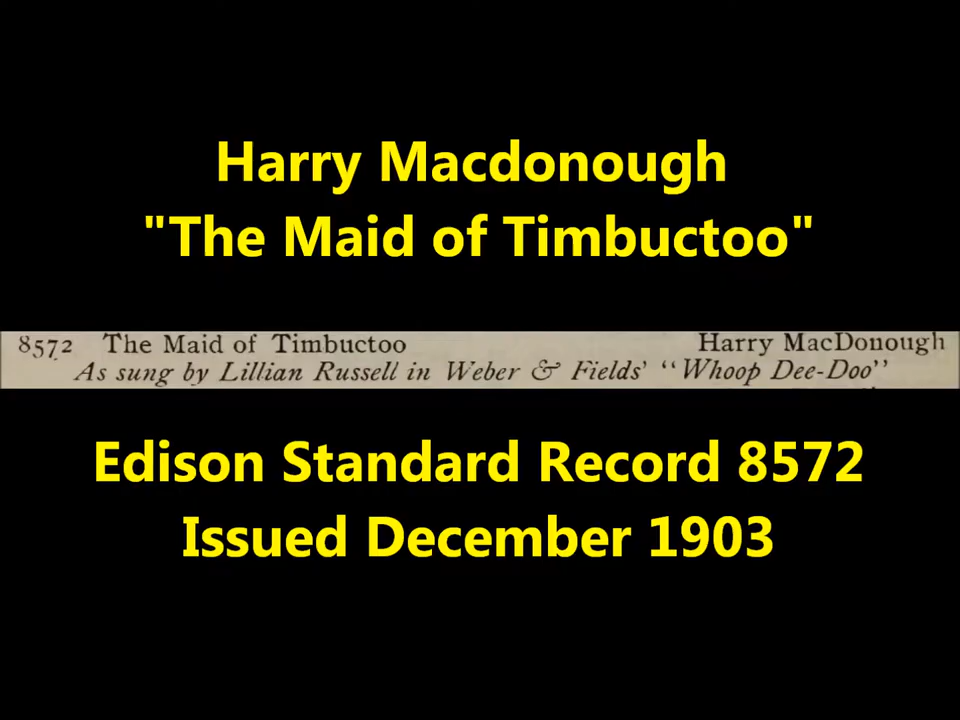 Harry Macdonough
"The Maid of Timbuctoo"
8572 The Maid of Timbuctoo Harry MacDonough
As sung by Lillian Russell in Weber & Fields' "Whoop Dee-Doo"
Edison Standard Record 8572
Issued December 1903